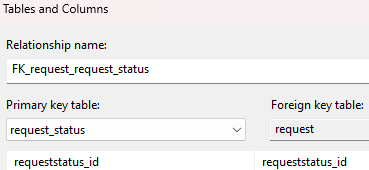 Tables and Columns
Relationship name:
FK_request_request_status
Primary key table:
Foreign key table:
request_status
request
requeststatus_id
requeststatus_id